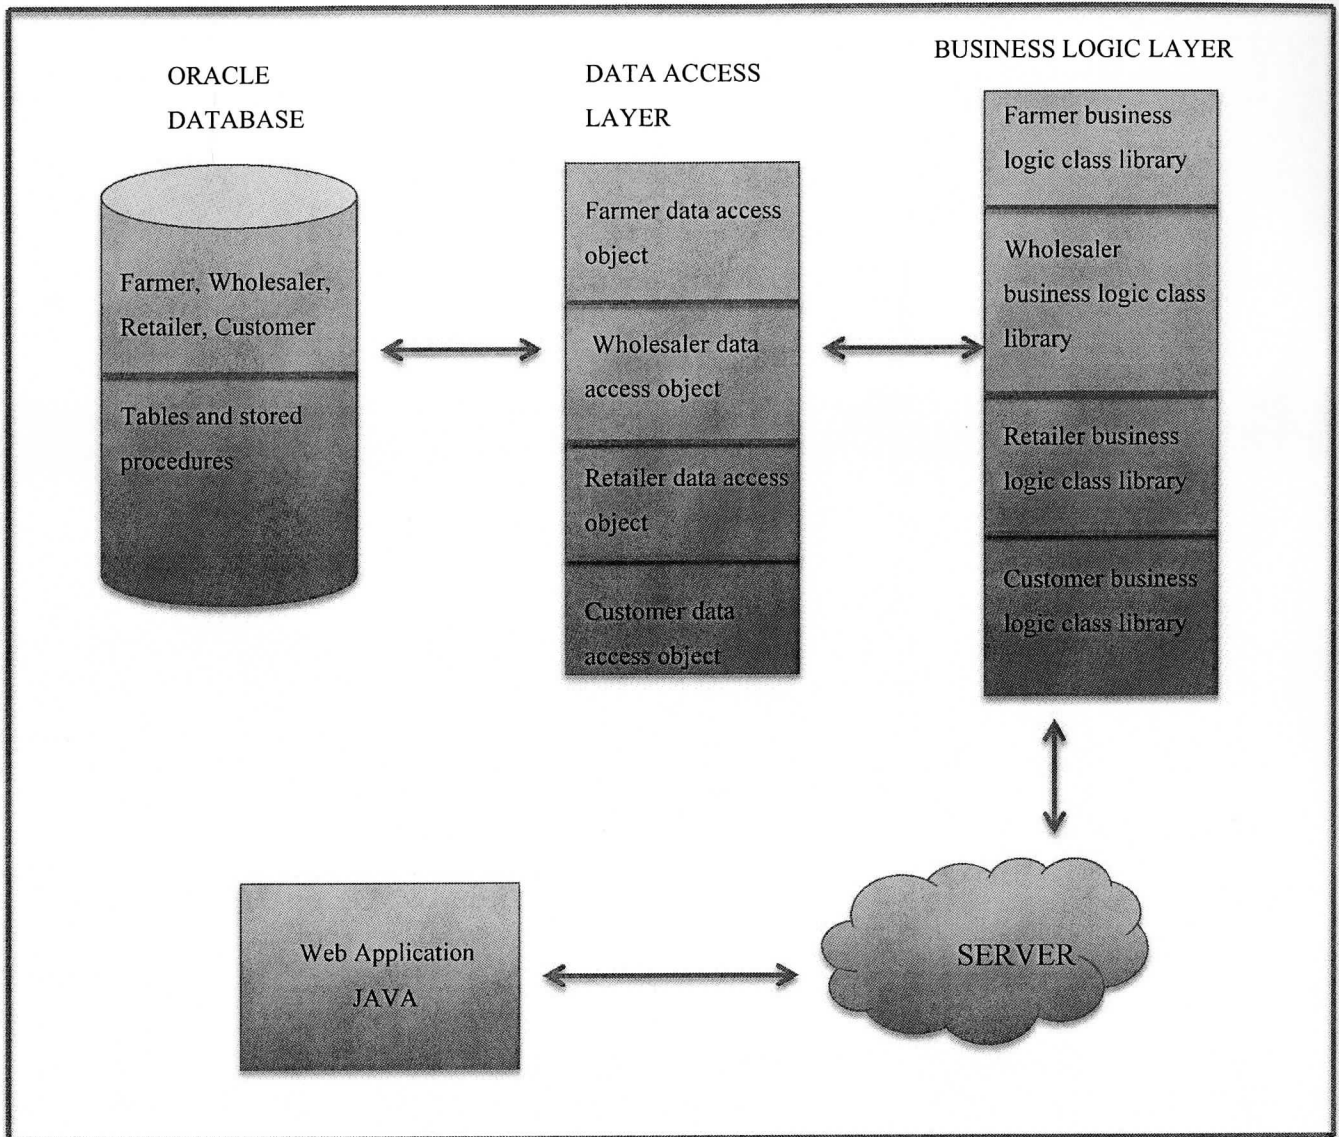 ORACLE
DATABASE
Farmer, Wholesaler,
Retailer, Customer
Tables and stored
procedures
DATA ACCESS
LAYER
Farmer data access
object
Wholesaler data
access object
Retailer data access
object
Customer data
access object
BUSINESS LOGIC LAYER
Farmer business
logic class library
Wholesaler
business logic class
library
Retailer business
logic class library
Customer business
logic class library
Web Application
JAVA
SERVER